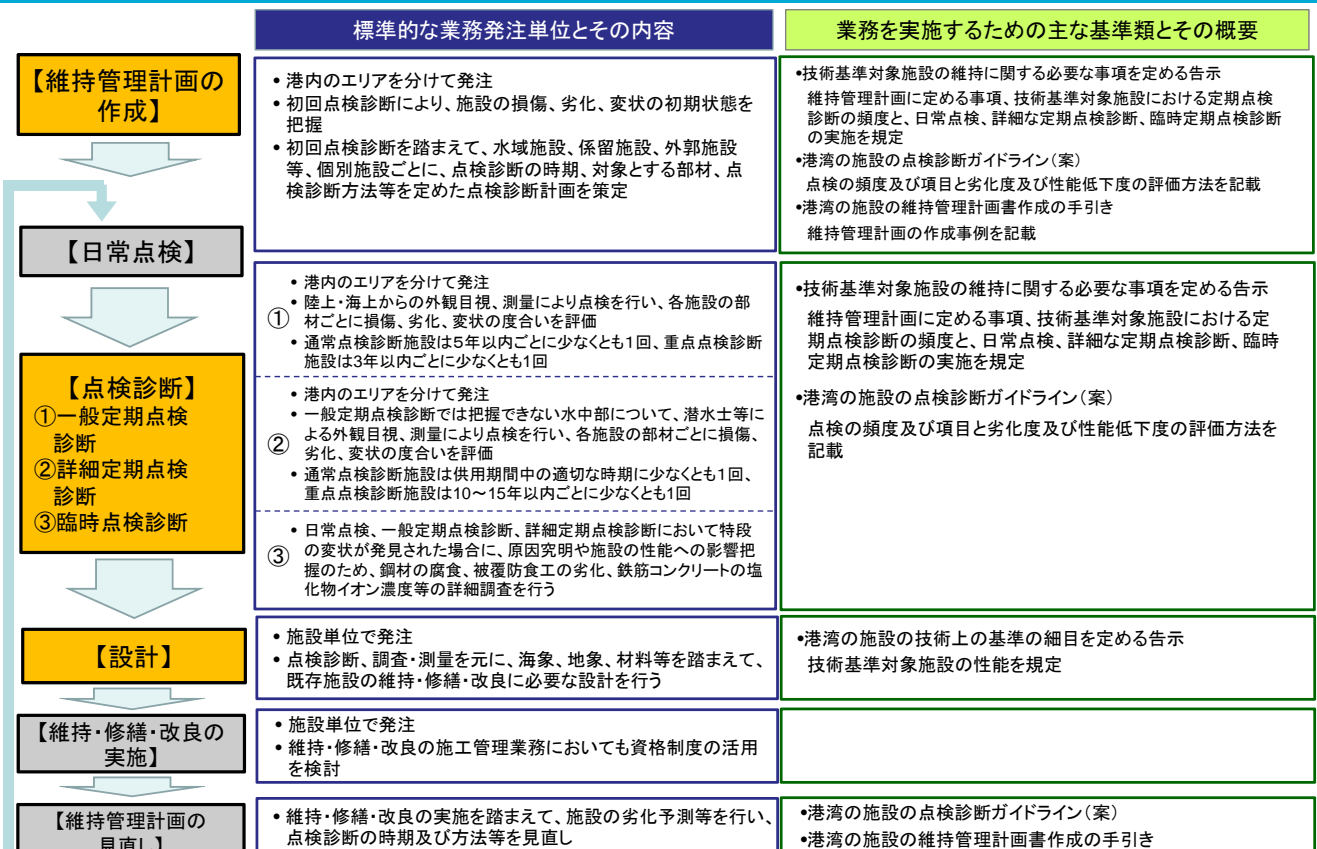 標準的な業務発注単位とその内容
業務を実施するための主な基準類とその概要
【維持管理計画の
作成】
• 港内のエリアを分けて発注
• 初回点検診断により、施設の損傷、劣化、変状の初期状態を
把握
• 初回点検診断を踏まえて、水域施設、係留施設、外郭施設
等、個別施設ごとに、点検診断の時期、対象とする部材、点
検診断方法等を定めた点検診断計画を策定
•技術基準対象施設の維持に関する必要な事項を定める告示
維持管理計画に定める事項、技術基準対象施設における定期点検
診断の頻度と、日常点検、詳細な定期点検診断、臨時定期点検診断
の実施を規定
•港湾の施設の点検診断ガイドライン（案）
点検の頻度及び項目と劣化度及び性能低下度の評価方法を記載
•港湾の施設の維持管理計画書作成の手引き
維持管理計画の作成事例を記載
【日常点検】
【点検診断】
①一般定期点検
診断
②詳細定期点検
診断
③臨時点検診断
①
• 港内のエリアを分けて発注
• 陸上・海上からの外観目視、測量により点検を行い、各施設の部
材ごとに損傷、劣化、変状の度合いを評価
• 通常点検診断施設は5年以内ごとに少なくとも1回、重点点検診断
施設は3年以内ごとに少なくとも1回
②
• 港内のエリアを分けて発注
• 一般定期点検診断では把握できない水中部について、潜水士等に
よる外観目視、測量により点検を行い、各施設の部材ごとに損傷、
劣化、変状の度合いを評価
• 通常点検診断施設は供用期間中の適切な時期に少なくとも1回、
重点点検診断施設は10～15年以内ごとに少なくとも1回
③
• 日常点検、一般定期点検診断、詳細定期点検診断において特段
の変状が発見された場合に、原因究明や施設の性能への影響把
握のため、鋼材の腐食、被覆防食工の劣化、鉄筋コンクリートの塩
化物イオン濃度等の詳細調査を行う
•技術基準対象施設の維持に関する必要な事項を定める告示
維持管理計画に定める事項、技術基準対象施設における定
期点検診断の頻度と、日常点検、詳細な定期点検診断、臨時
定期点検診断の実施を規定
•港湾の施設の点検診断ガイドライン（案）
点検の頻度及び項目と劣化度及び性能低下度の評価方法を
記載
【設計】
• 施設単位で発注
• 点検診断、調査・測量を元に、海象、地象、材料等を踏まえて、
既存施設の維持・修繕・改良に必要な設計を行う
•港湾の施設の技術上の基準の細目を定める告示
技術基準対象施設の性能を規定
【維持・修繕・改良の
実施】
• 施設単位で発注
• 維持・修繕・改良の施工管理業務においても資格制度の活用
を検討
【維持管理計画の
見直し】
• 維持・修繕・改良の実施を踏まえて、施設の劣化予測等を行い、
点検診断の時期及び方法等を見直し
•港湾の施設の点検診断ガイドライン（案）
•港湾の施設の維持管理計画書作成の手引き